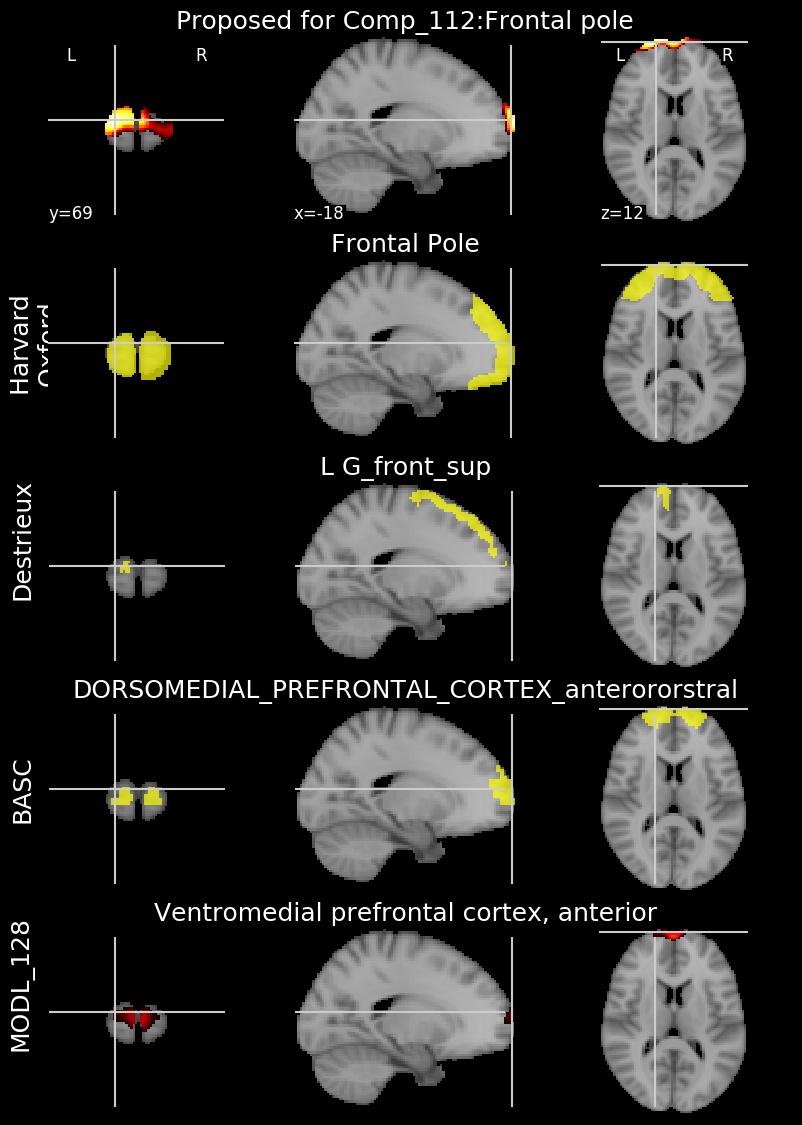 Proposed for Comp_112:Frontal pole
L R
L R
y=69
x=-18
z=12
Frontal Pole
Harvard
L G_front_sup
Destrieux
DORSOMEDIAL_PREFRONTAL_CORTEX_anterororstral
BASC
Ventromedial prefrontal cortex, anterior
MODL_128